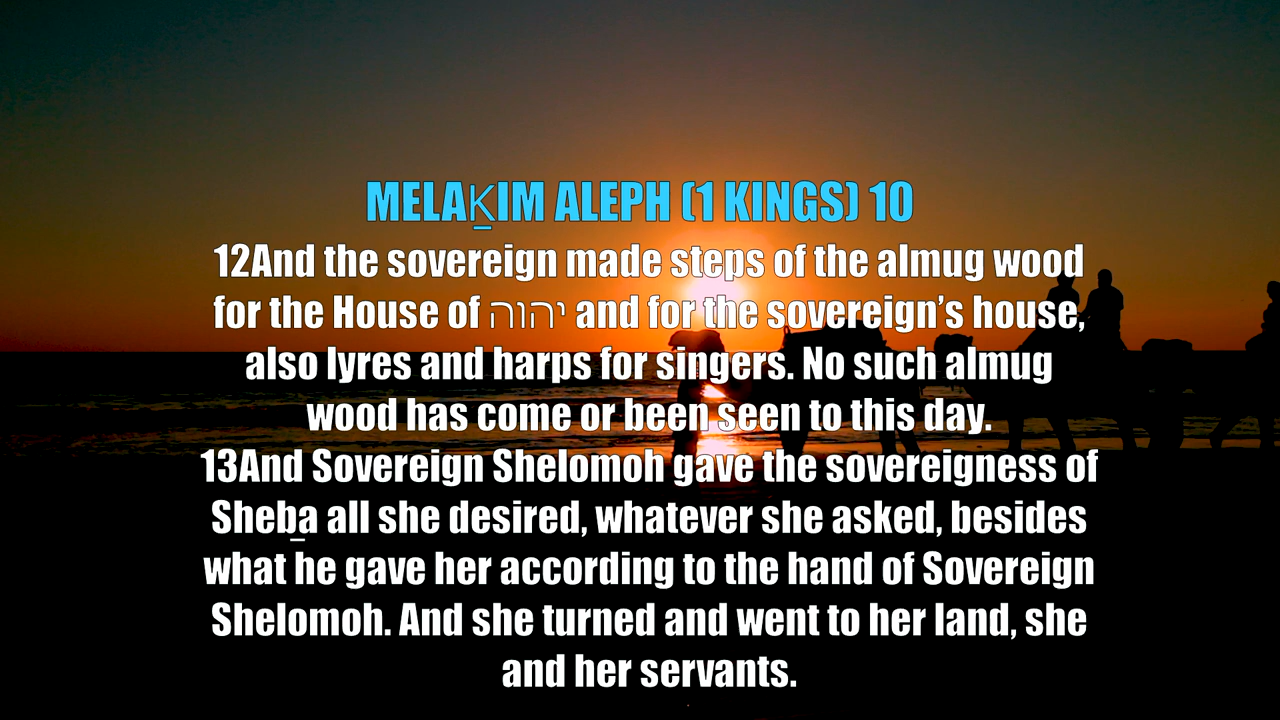 MELAḴIM ALEPH (1 KINGS) 10
12And the sovereign made steps of the almug wood
for the House of יהוה and for the sovereign’s house,
also lyres and harps for singers. No such almug
wood has come or been seen to this day.
13And Sovereign Shelomoh gave the sovereigness of
Sheḇa all she desired, whatever she asked, besides
what he gave her according to the hand of Sovereign
Shelomoh. And she turned and went to her land, she
and her servants.